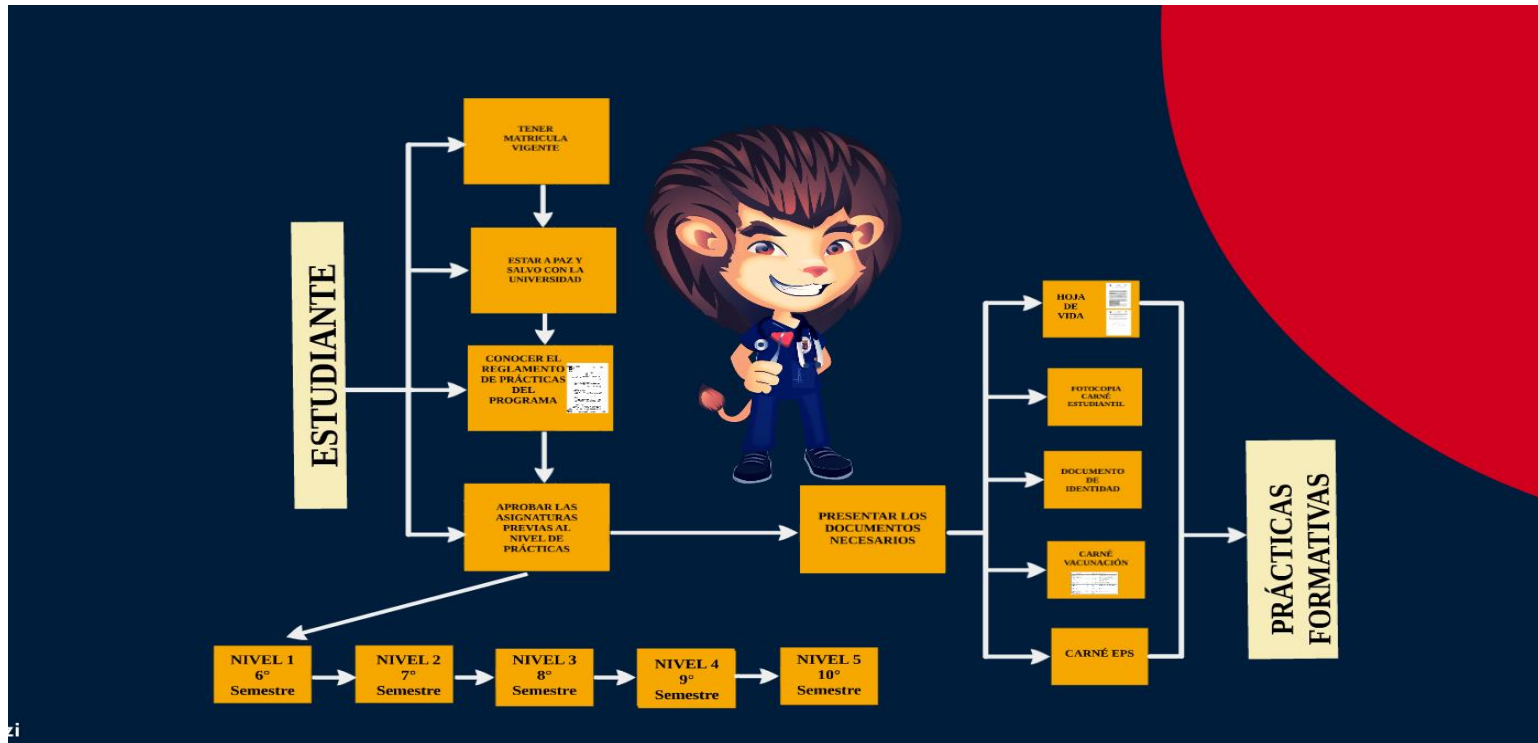 ESTUDIANTE
TENER
MATRICULA
VIGENTE
ESTAR A PAZ Y
SALVO CON LA
UNIVERSIDAD
CONOCER EL
REGLAMENTO
DE PRÁCTICAS
DEL
PROGRAMA
APROBAR LAS
ASIGNATURAS
PREVIAS AL
NIVEL DE
PRÁCTICAS
NIVEL 1
6°
Semestre
NIVEL 2
7°
Semestre
NIVEL 3
8°
Semestre
NIVEL 4
9°
Semestre
NIVEL 5
10°
Semestre
PRESENTAR LOS
DOCUMENTOS
NECESARIOS
HOJA
DE
VIDA
FOTOCOPIA
CARNÉ
ESTUDIANTIL
DOCUMENTO
DE
IDENTIDAD
CARNÉ
VACUNACIÓN
CARNÉ EPS
PRÁCTICAS
FORMATIVAS
zi